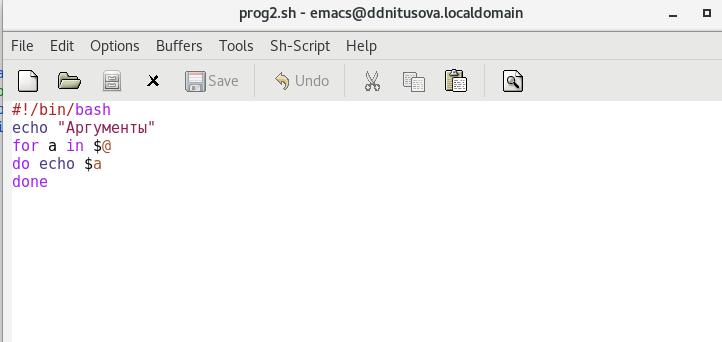 prog2.sh - emacs@ddnitusova.localdomain
File Edit Options Buffers Tools Sh-Script Help
Save Undo
#!/bin/bash
echo "Аргументы"
for a in $@
do echo $a
done